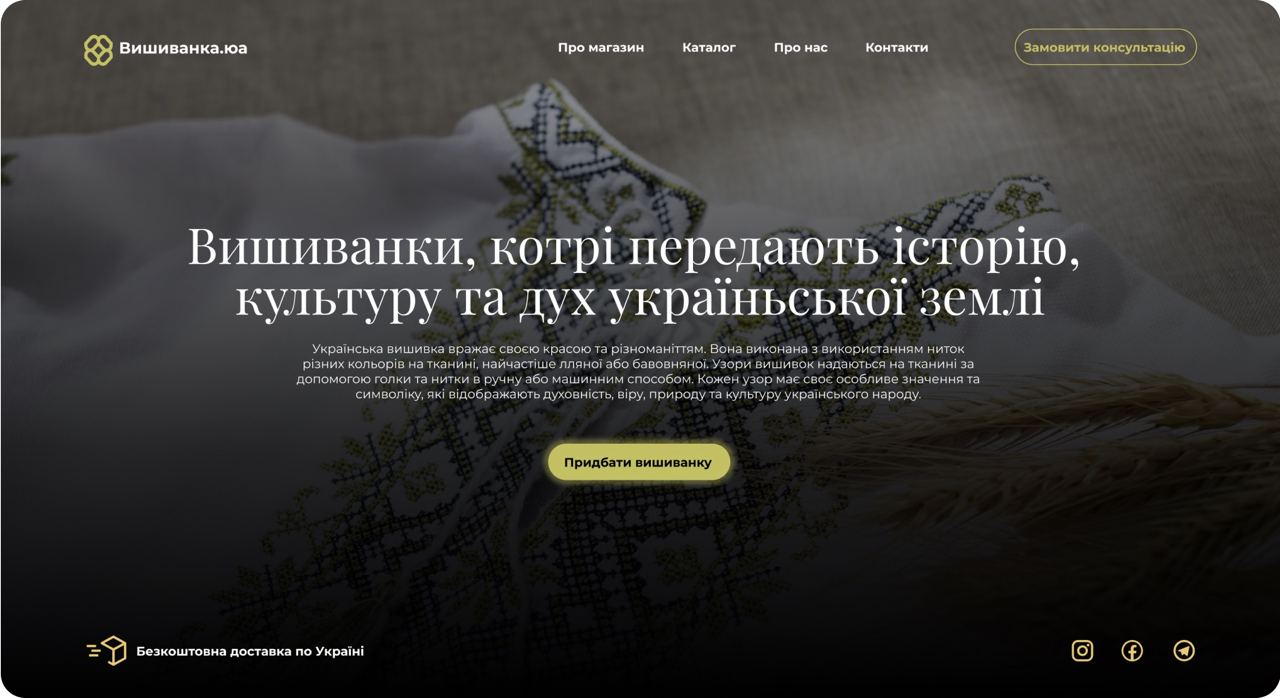 Вишиванка.юа
Про магазин
Каталог
Про нас
Контакти
Замовити консультацію
Вишиванки, котрі передають історію,
культуру та дух україньської землі
Українська вишивка вражає своєю красою та різноманіттям. Вона виконана з використанням ниток
різних кольорів на тканині, найчастіше лляної або бавовняної. Узори вишивок надаються на тканині за
допомогою голки та нитки в ручну або машинним способом. Кожен узор має своє особливе значення та
символіку, які відображають духовність, віру, природу та культуру українського народу.
Придбати вишиванку
Безкоштовна доставка по Україні